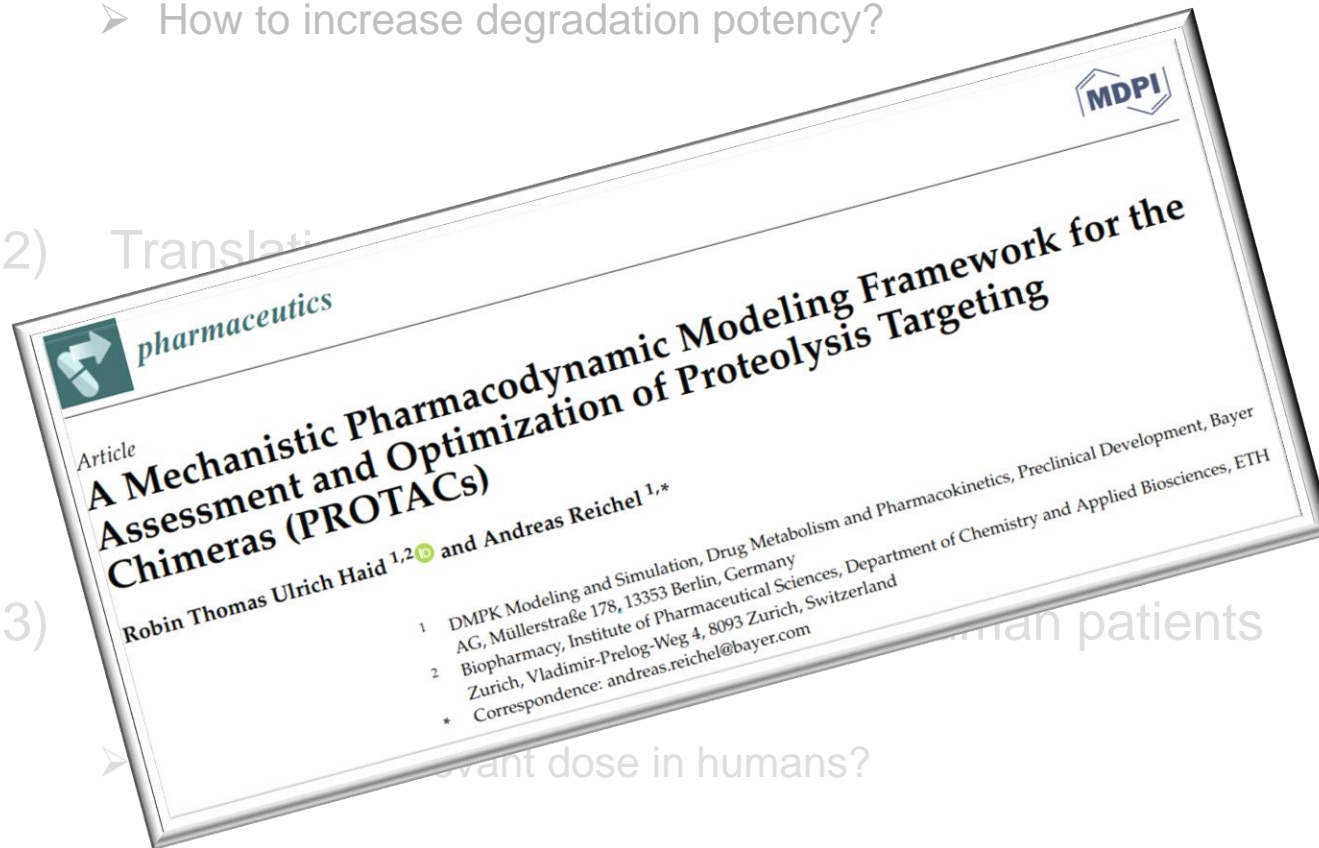 ➢ How to increase degradation potency?
MDPI
2)
pharmaceutics
Article
A Mechanistic Pharmacodynamic Modeling Framework for the
Assessment and Optimization of Proteolysis Targeting
Chimeras (PROTACs)
Robin Thomas Ulrich Haid 1,2 iD and Andreas Reichel 1,*
1 DMPK Modeling and Simulation, Drug Metabolism and Pharmacokinetics, Preclinical Development, Bayer
AG, Müllerstraße 178, 13353 Berlin, Germany
2 Biopharmacy, Institute of Pharmaceutical Sciences, Department of Chemistry and Applied Biosciences, ETH
Zurich, Vladimir-Prelog-Weg 4, 8093 Zurich, Switzerland
* Correspondence: andreas.reichel@bayer.com
3) patients
➢ dose in humans?